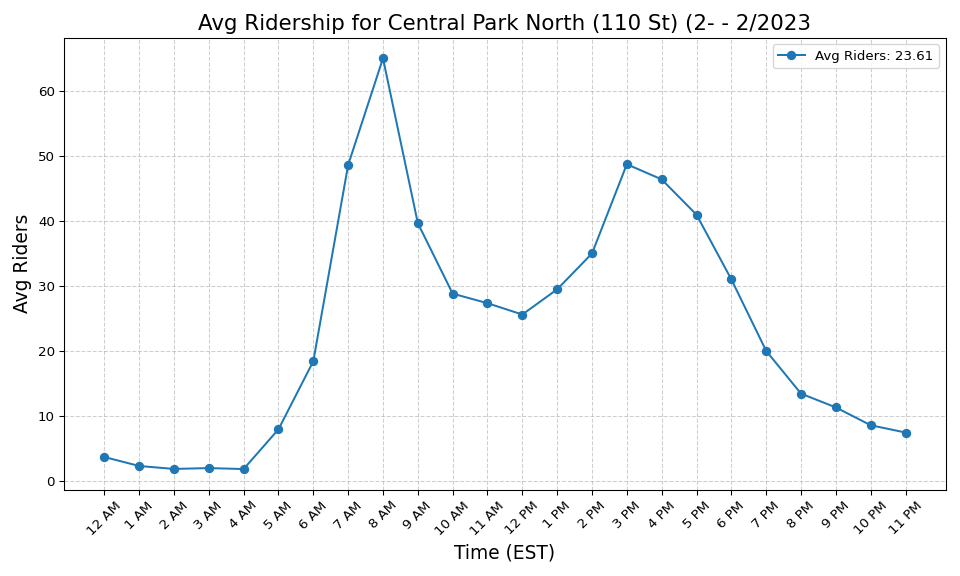 Avg Ridership for Central Park North (110 St) (2- - 2/2023
Avg Riders: 23.61
Avg Riders
60
50
40
30
20
10
0
12 AM
1 AM
2 AM
3 AM
4 AM
5 AM
6 AM
7 AM
8 AM
9 AM
10 AM
11 AM
12 PM
1 PM
2 PM
3 PM
4 PM
5 PM
6 PM
7 PM
8 PM
9 PM
10 PM
11 PM
Time (EST)